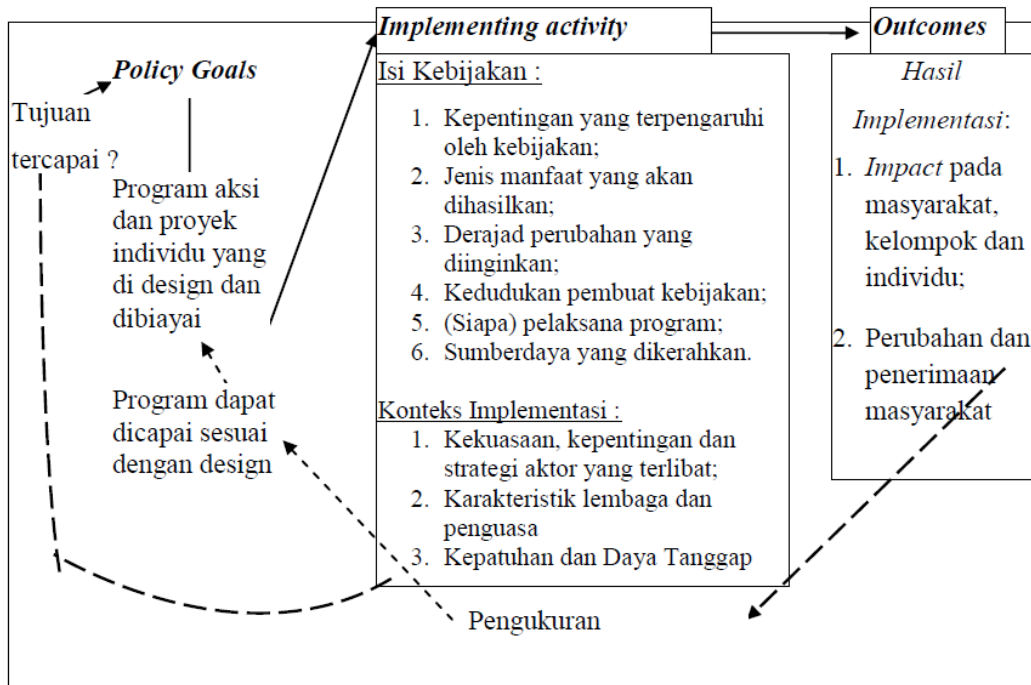 Policy Goals
Tujuan
tercapai ?
Program aksi
dan proyek
individu yang
di design dan
dibiayai
Program dapat
dicapai sesuai
dengan design
Implementing activity
Isi Kebijakan :
1. Kepentingan yang terpengaruhi
oleh kebijakan;
2. Jenis manfaat yang akan
dihasilkan;
3. Derajad perubahan yang
diinginkan;
4. Kedudukan pembuat kebijakan;
5. (Siapa) pelaksana program;
6. Sumberdaya yang dikerahkan.
Konteks Implementasi :
1. Kekuasaan, kepentingan dan
strategi aktor yang terlibat;
2. Karakteristik lembaga dan
penguasa
3. Kepatuhan dan Daya Tanggap
Pengukuran
Outcomes
Hasil
Implementasi:
1. Impact pada
masyarakat,
kelompok dan
individu;
2. Perubahan dan
penerimaan
masyarakat